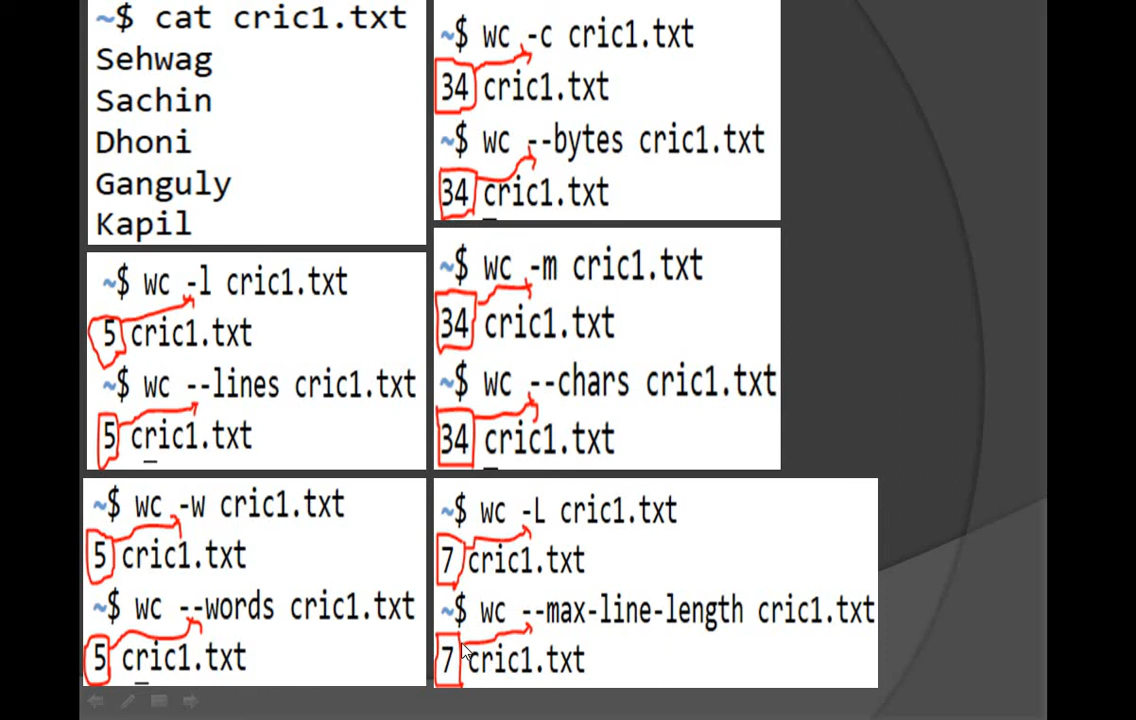 ~$ cat cric1.txt
Sehwag
Sachin
Dhoni
Ganguly
Kapil
~$ wc -l cric1.txt
5 cric1.txt
~$ wc --lines cric1.txt
5 cric1.txt
~$ wc -w cric1.txt
5 cric1.txt
~$ wc --words cric1.txt
5 cric1.txt
~$ wc -c cric1.txt
34 cric1.txt
~$ wc --bytes cric1.txt
34 cric1.txt
~$ wc -m cric1.txt
34 cric1.txt
~$ wc --chars cric1.txt
34 cric1.txt
~$ wc -L cric1.txt
7 cric1.txt
~$ wc --max-line-length cric1.txt
7 cric1.txt